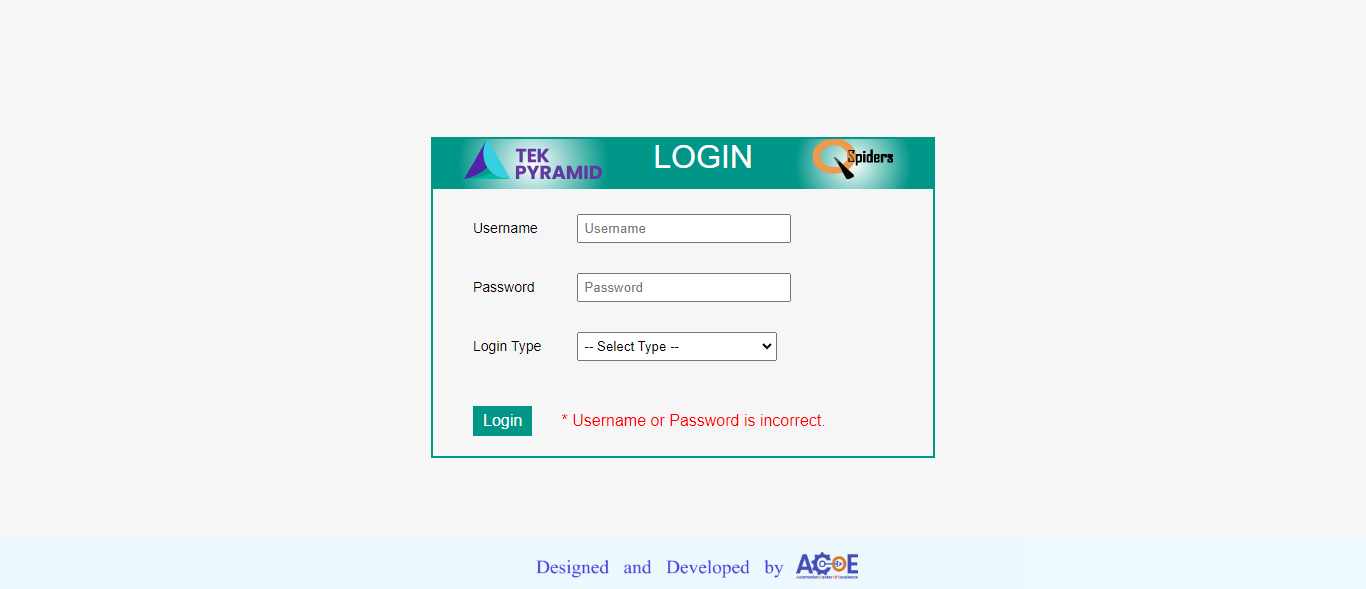 TEK
PYRAMID
LOGIN
Spiders
Username
Username
Password
Password
Login Type
-- Select Type --
Login
* Username or Password is incorrect.
Designed and Developed by
ACoE
Automation Center Of Excellence